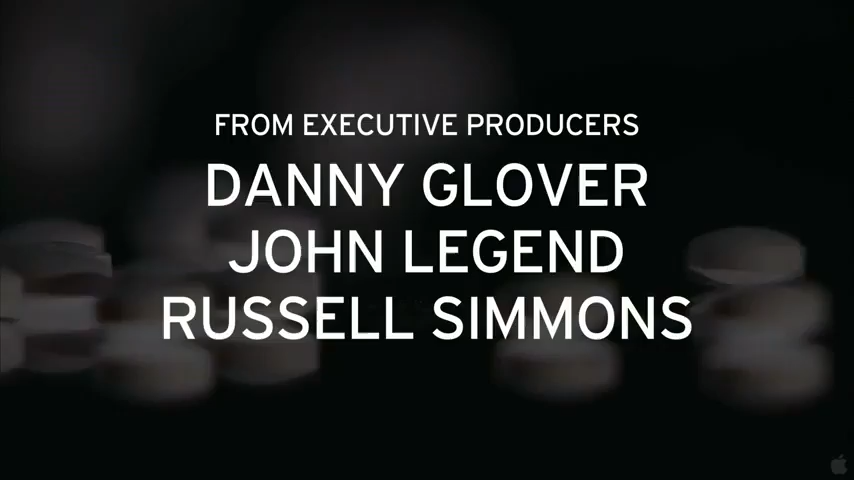 FROM EXECUTIVE PRODUCERS
DANNY GLOVER
JOHN LEGEND
RUSSELL SIMMONS